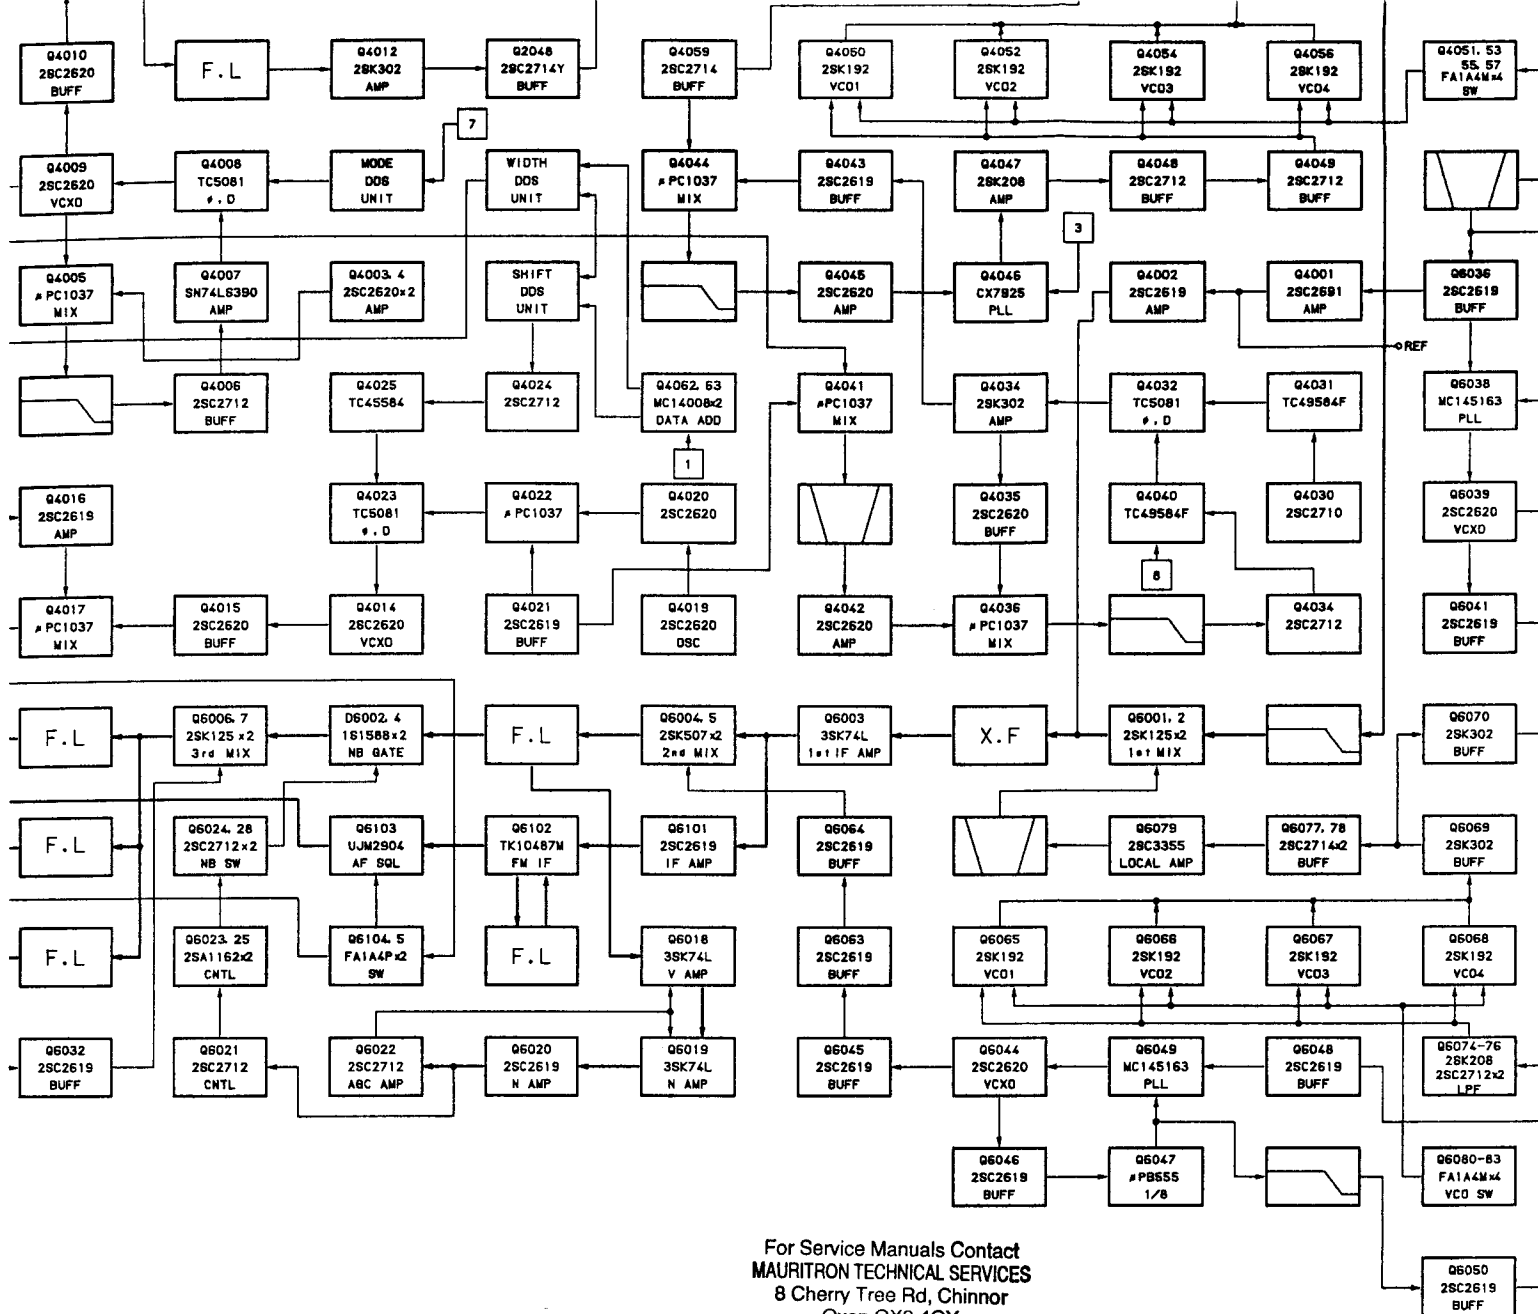 Q4010
2SC2620
BUFF
F.L
Q4012
2SK302
AMP
Q2048
2SC2714Y
BUFF
Q4059
2SC2714
BUFF
Q4050
2SK192
VCO1
Q4052
2SK192
VCO2
Q4054
2SK192
VCO3
Q4056
2SK192
VCO4
Q4051, 53
55, 57
FA1A4M×4
SW
7
Q4009
2SC2620
VCXO
Q4008
TC5081
φ.D
MODE
DDS
UNIT
WIDTH
DDS
UNIT
Q4044
μPC1037
MIX
Q4043
2SC2619
BUFF
Q4047
2SK208
AMP
Q4048
2SC2712
BUFF
Q4049
2SC2712
BUFF
3
Q4005
μPC1037
MIX
Q4007
SN74LS390
AMP
Q4003, 4
2SC2620×2
AMP
SHIFT
DDS
UNIT
Q4045
2SC2620
AMP
Q4046
CX7925
PLL
Q4002
2SC2619
AMP
Q4001
2SC2691
AMP
Q6036
2SC2619
BUFF
REF
Q4006
2SC2712
BUFF
Q4025
TC45584
Q4024
2SC2712
Q4062, 63
MC14008×2
DATA ADD
Q4041
μPC1037
MIX
Q4034
2SK302
AMP
Q4032
TC5081
φ.D
Q4031
TC49584F
Q6038
MC145163
PLL
1
Q4016
2SC2619
AMP
Q4023
TC5081
φ.D
Q4022
μPC1037
Q4020
2SC2620
Q4035
2SC2620
BUFF
Q4040
TC49584F
Q4030
2SC2710
Q6039
2SC2620
VCXO
8
Q4017
μPC1037
MIX
Q4015
2SC2620
BUFF
Q4014
2SC2620
VCXO
Q4021
2SC2619
BUFF
Q4019
2SC2620
OSC
Q4042
2SC2620
AMP
Q4036
μPC1037
MIX
Q4034
2SC2712
Q6041
2SC2619
BUFF
F.L
Q6006, 7
2SK125×2
3rd MIX
D6002, 4
1S1588×2
NB GATE
F.L
Q6004, 5
2SK507×2
2nd MIX
Q6003
3SK74L
1st IF AMP
X.F
Q6001, 2
2SK125×2
1st MIX
Q6070
2SK302
BUFF
F.L
Q6024, 28
2SC2712×2
NB SW
Q6103
UJM2904
AF SQL
Q6102
TK10487M
FM IF
Q6101
2SC2619
IF AMP
Q6064
2SC2619
BUFF
Q6079
2SC3355
LOCAL AMP
Q6077, 78
2SC2714×2
BUFF
Q6069
2SK302
BUFF
F.L
Q6023, 25
2SA1162×2
CNTL
Q6104, 5
FA1A4P×2
SW
F.L
Q6018
3SK74L
V AMP
Q6063
2SC2619
BUFF
Q6065
2SK192
VCO1
Q6066
2SK192
VCO2
Q6067
2SK192
VCO3
Q6068
2SK192
VCO4
Q6032
2SC2619
BUFF
Q6021
2SC2712
CNTL
Q6022
2SC2712
AGC AMP
Q6020
2SC2619
N AMP
Q6019
3SK74L
N AMP
Q6045
2SC2619
BUFF
Q6044
2SC2620
VCXO
Q6049
MC145163
PLL
Q6048
2SC2619
BUFF
Q6074-76
2SK208
2SC2712×2
LPF
Q6046
2SC2619
BUFF
Q6047
μPB555
1/8
Q6080-83
FA1A4M×4
VCO SW
Q6050
2SC2619
BUFF
For Service Manuals Contact
MAURITRON TECHNICAL SERVICES
8 Cherry Tree Rd, Chinnor